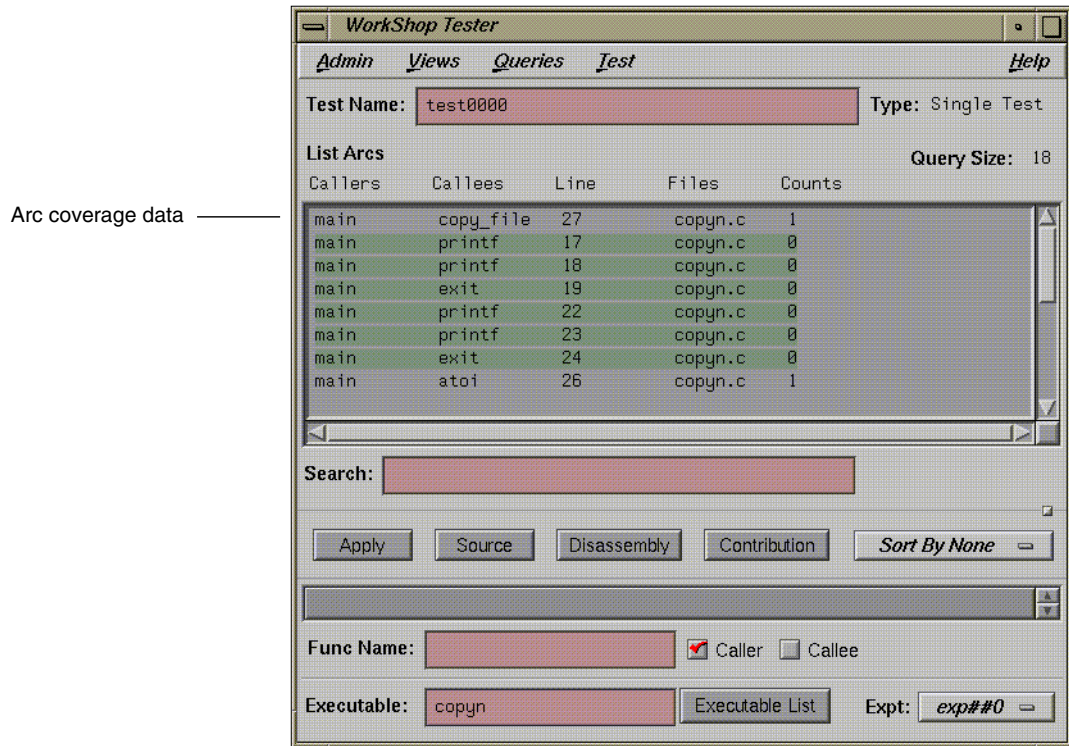 WorkShop Tester
Admin Views Queries Test Help
Test Name: test0000 Type: Single Test
List Arcs Query Size: 18
Callers Callees Line Files Counts
Arc coverage data
main copy_file 27 copyn.c 1
main printf 17 copyn.c 0
main printf 18 copyn.c 0
main exit 19 copyn.c 0
main printf 22 copyn.c 0
main printf 23 copyn.c 0
main exit 24 copyn.c 0
main atoi 26 copyn.c 1
Search:
Apply Source Disassembly Contribution Sort By None
Func Name: Caller Callee
Executable: copyn Executable List Expt: exp##0